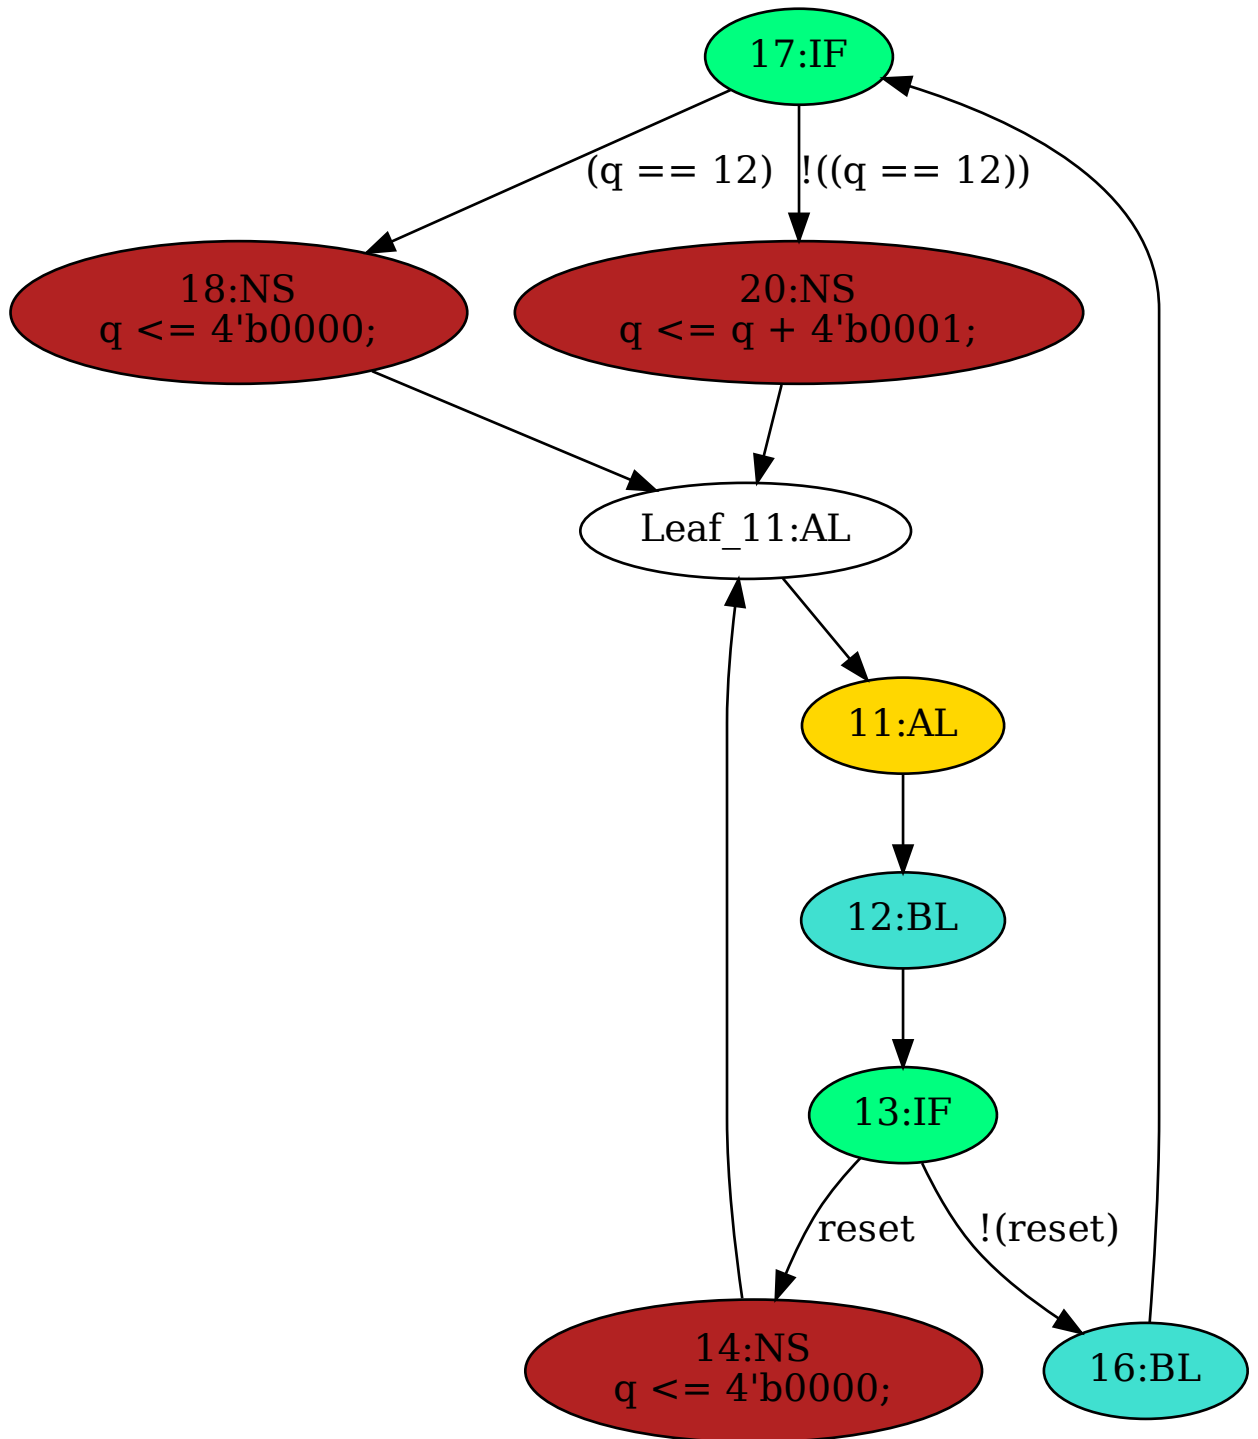 17:IF
(q == 12)
!((q == 12))
18:NS
q <= 4'b0000;
20:NS
q <= q + 4'b0001;
Leaf_11:AL
11:AL
12:BL
13:IF
reset
!(reset)
14:NS
q <= 4'b0000;
16:BL